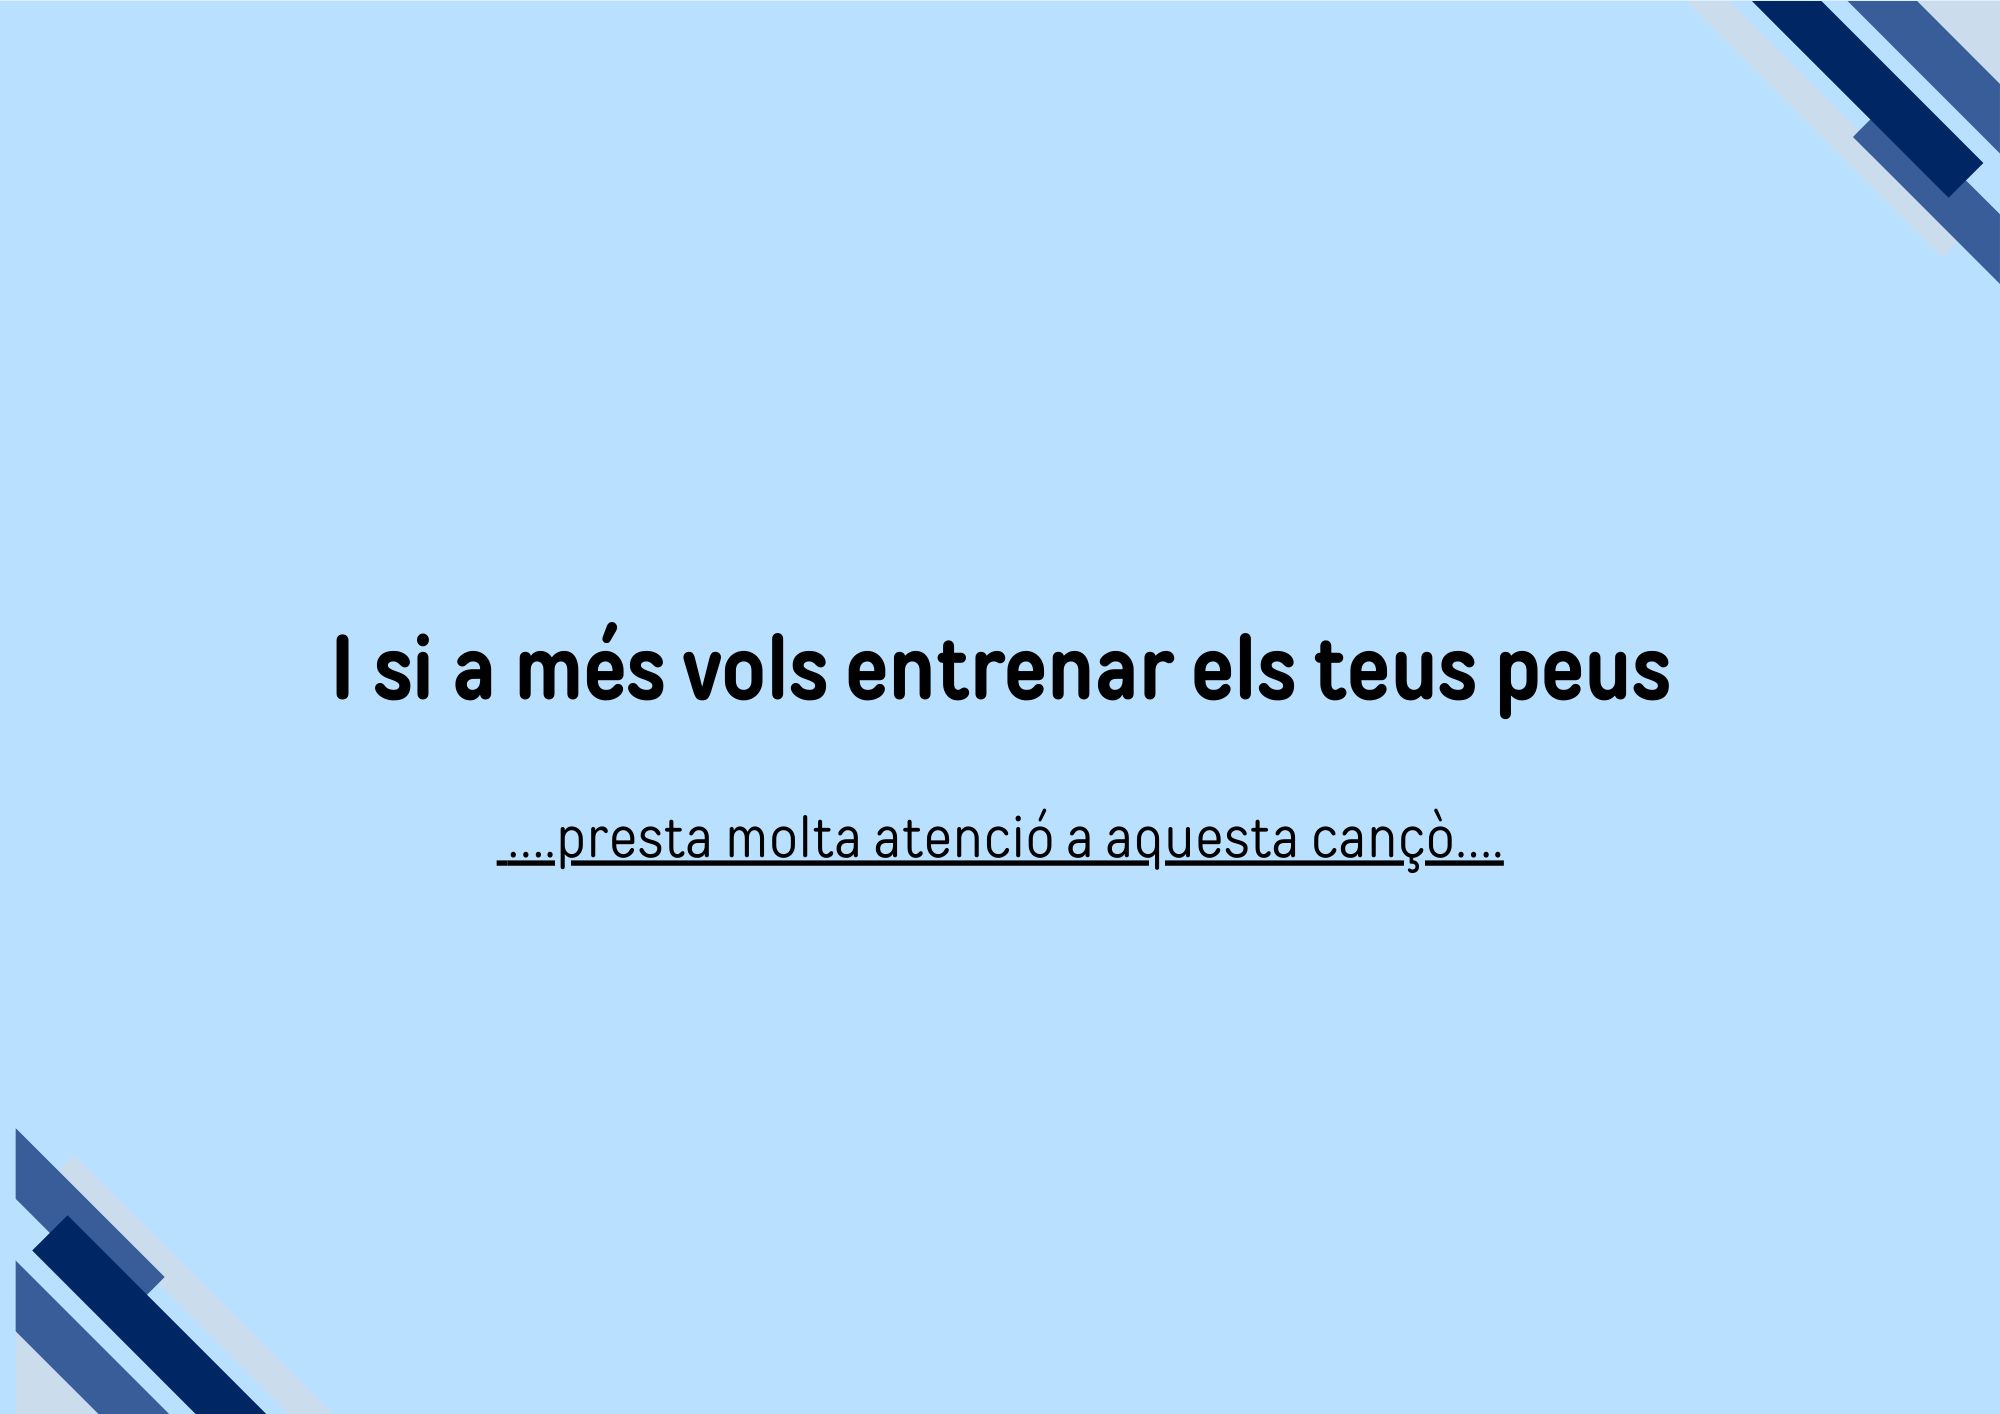 I si a més vols entrenar els teus peus
....presta molta atenció a aquesta cançò....